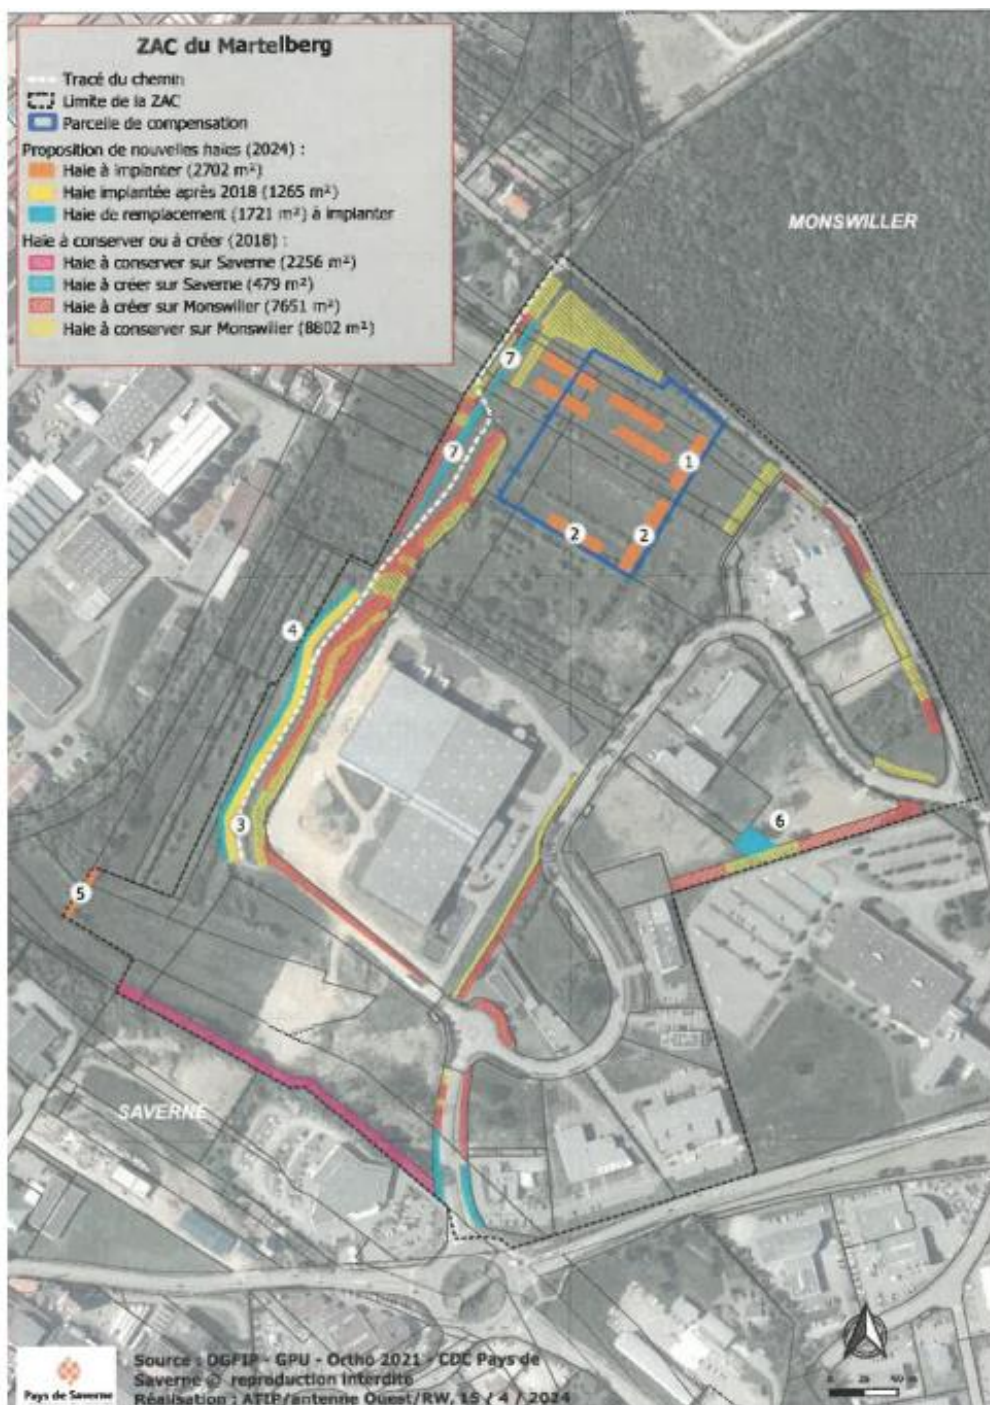 ZAC du Martelberg
Tracé du chemin
Limite de la ZAC
Parcelle de compensation
Proposition de nouvelles haies (2024) :
Haie à implanter (2702 m²)
Haie implantée après 2018 (1265 m²)
Haie de remplacement (1721 m²) à implanter
Haie à conserver ou à créer (2018) :
Haie à conserver sur Saverne (2256 m²)
Haie à créer sur Saverne (479 m²)
Haie à créer sur Monswiller (7651 m²)
Haie à conserver sur Monswiller (8802 m²)
MONSWILLER
7
7
1
2
2
4
3
6
5
SAVERNE
Pays de Saverne
Source : DGFIP - GPU - Ortho 2021 - CDC Pays de
Saverne @ reproduction interdite
Réalisation : ATIP/antenne Ouest/RW, 15 / 4 / 2024